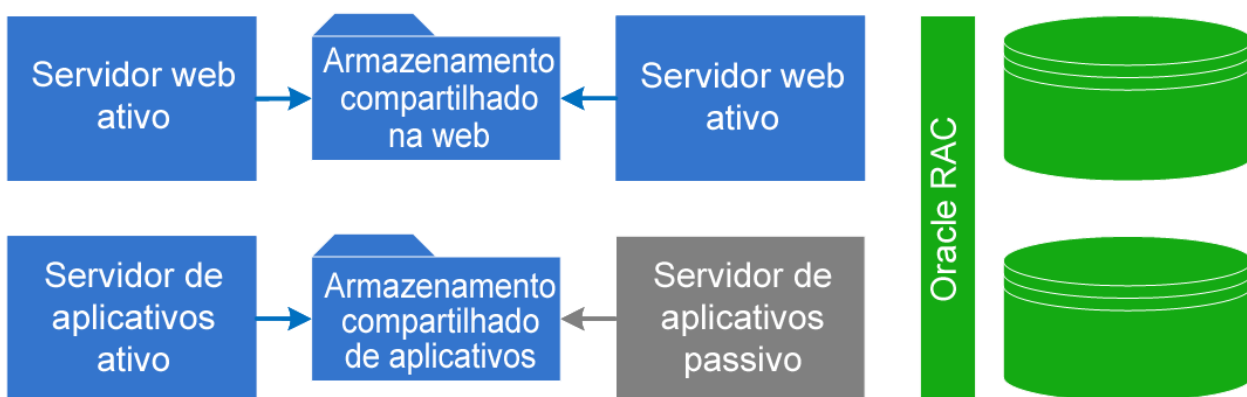 Servidor web
ativo
Armazenamento
compartilhado
na web
Servidor web
ativo
Servidor de
aplicativos
ativo
Armazenamento
compartilhado
de aplicativos
Servidor de
aplicativos
passivo
Oracle RAC